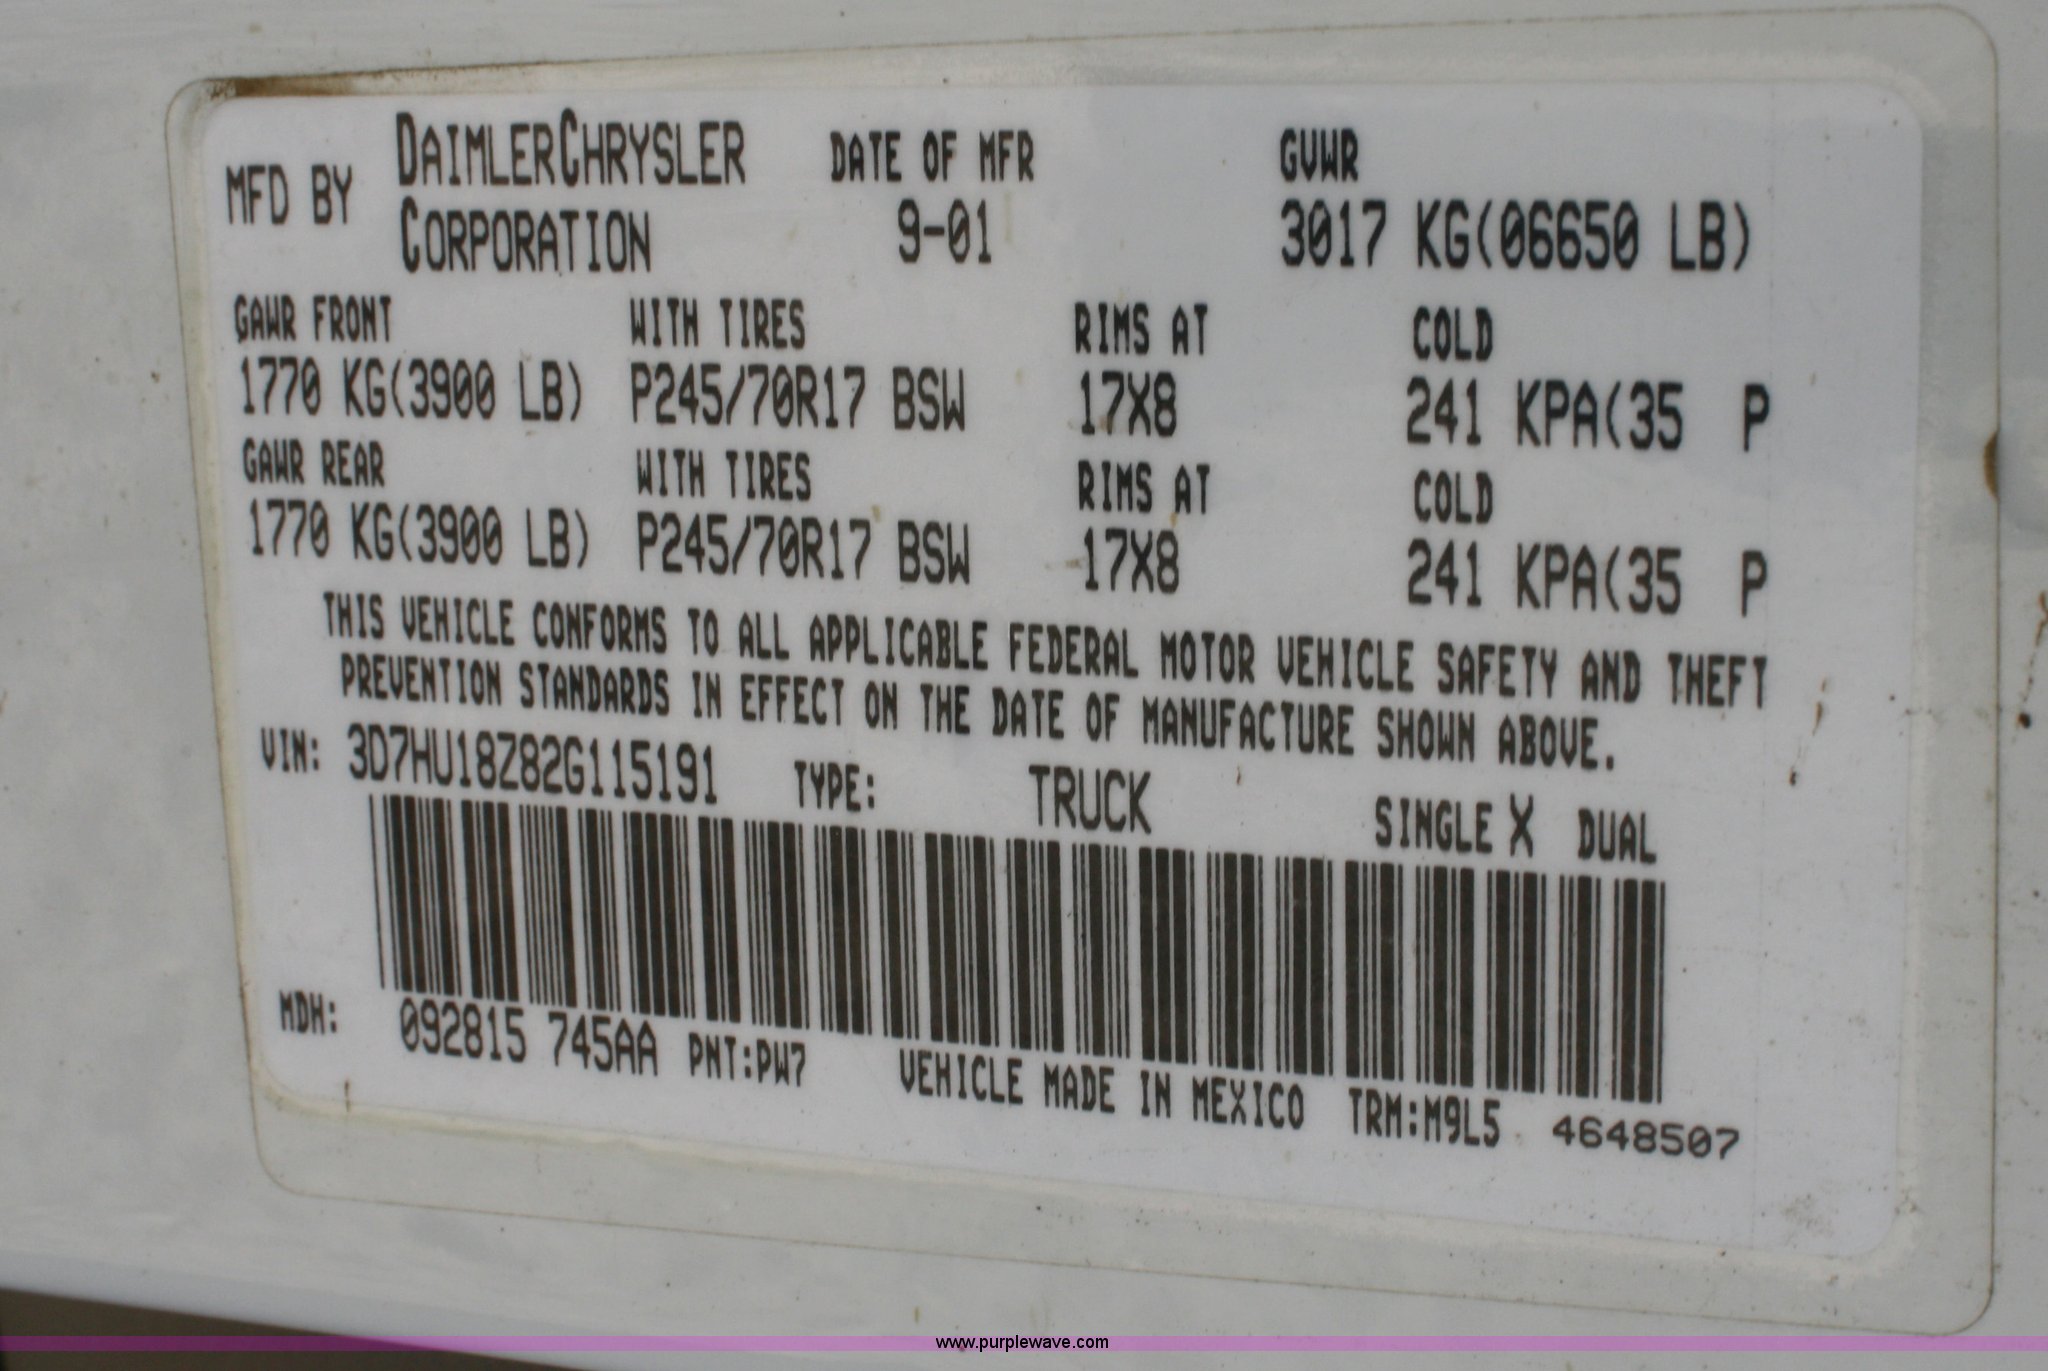 MFD BY DAIMLERCHRYSLER CORPORATION DATE OF MFR 9-01 GVWR 3017 KG(06650 LB)
GAWR FRONT WITH TIRES RIMS AT COLD
1770 KG(3900 LB) P245/70R17 BSW 17X8 241 KPA(35 P
GAWR REAR WITH TIRES RIMS AT COLD
1770 KG(3900 LB) P245/70R17 BSW 17X8 241 KPA(35 P
THIS VEHICLE CONFORMS TO ALL APPLICABLE FEDERAL MOTOR VEHICLE SAFETY AND THEFT
PREVENTION STANDARDS IN EFFECT ON THE DATE OF MANUFACTURE SHOWN ABOVE.
VIN: 3D7HU18Z82G115191 TYPE: TRUCK SINGLE X DUAL
MDH: 092815 745AA PNT:PW7 VEHICLE MADE IN MEXICO TRM:M9L5 4648507
www.purplewave.com